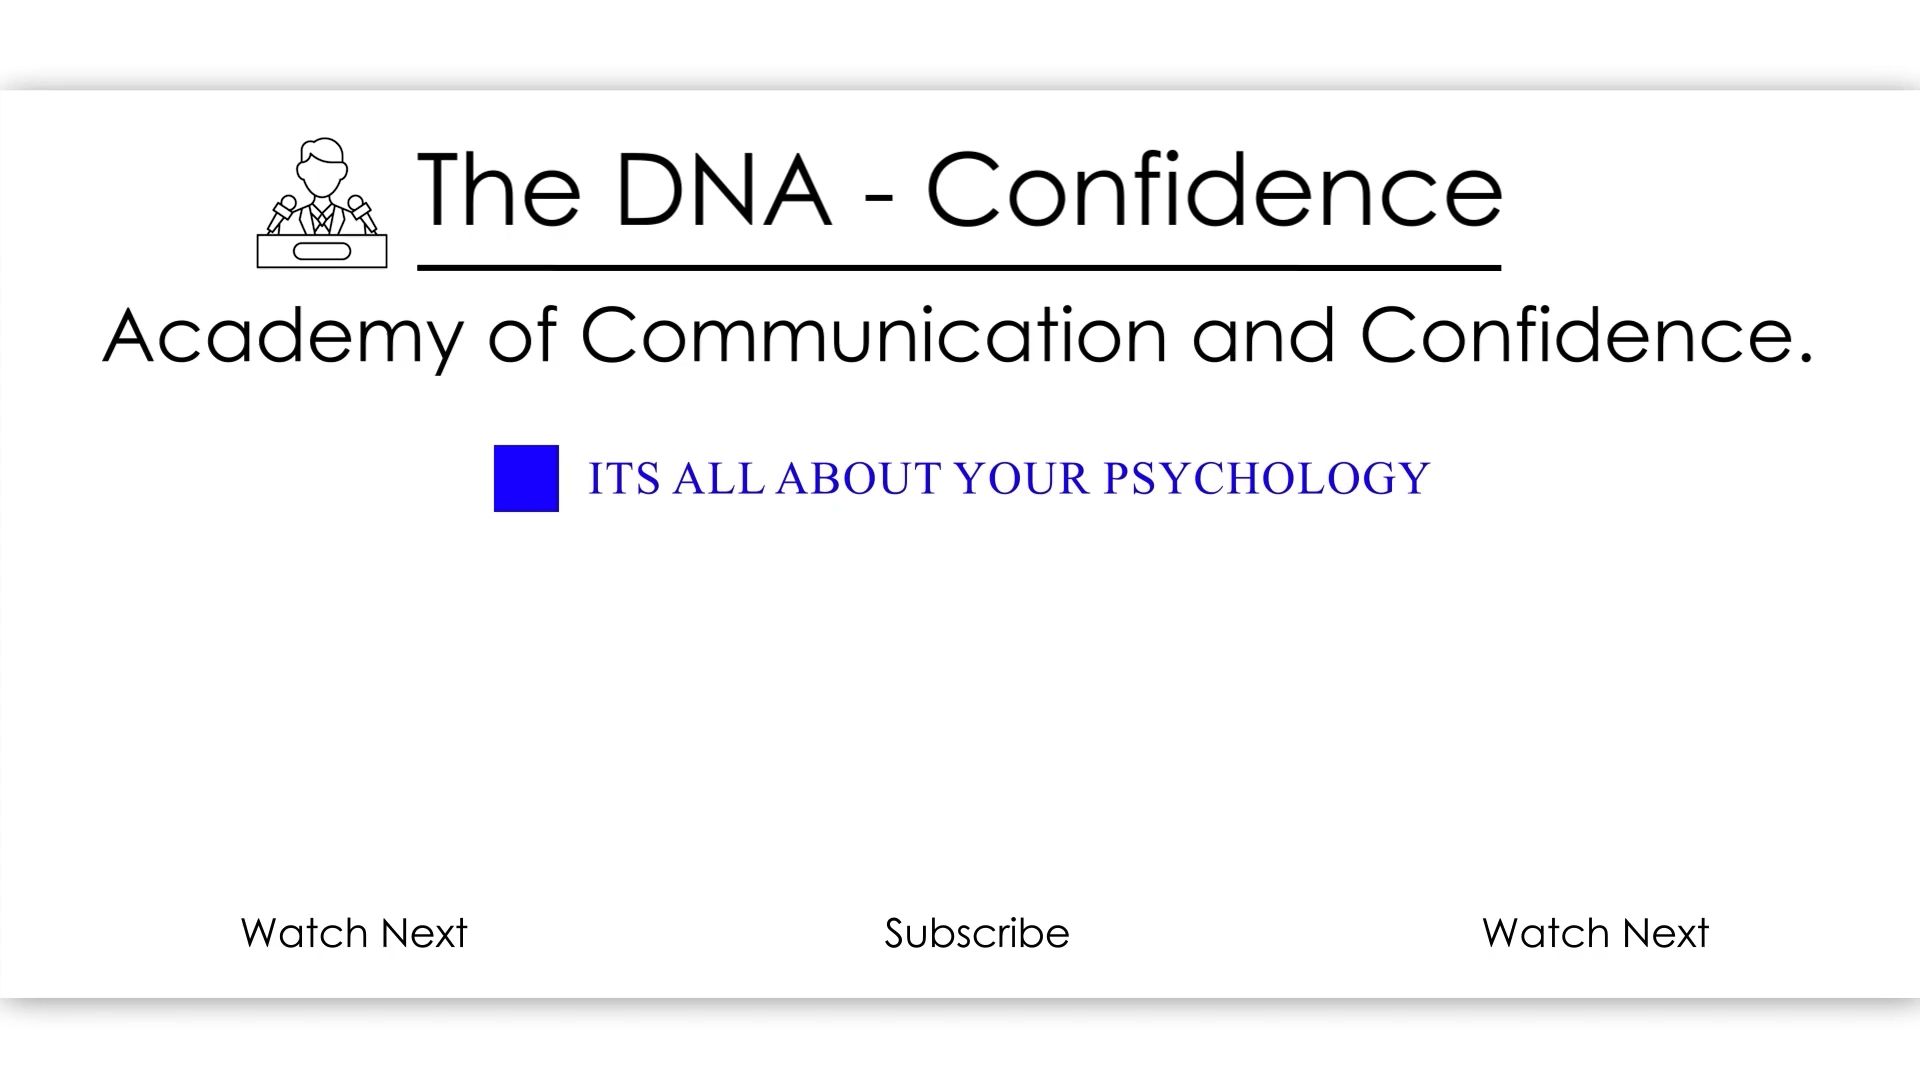 The DNA - Confidence
Academy of Communication and Confidence.
ITS ALL ABOUT YOUR PSYCHOLOGY
Watch Next
Subscribe
Watch Next